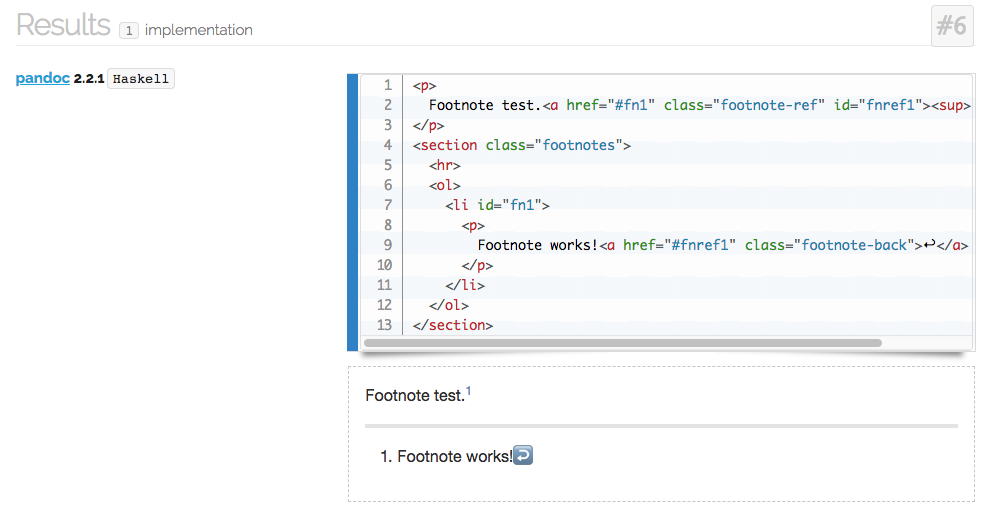 Results 1 implementation #6
pandoc 2.2.1 Haskell
1 <p>
2 Footnote test.<a href="#fn1" class="footnote-ref" id="fnref1"><sup>
3 </p>
4 <section class="footnotes">
5 <hr>
6 <ol>
7 <li id="fn1">
8 <p>
9 Footnote works!<a href="#fnref1" class="footnote-back">↩</a>
10 </p>
11 </li>
12 </ol>
13 </section>
Footnote test.1
1. Footnote works!↩